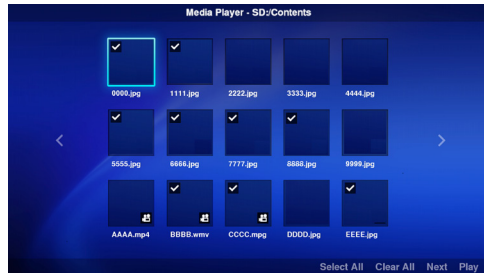 Media Player - SD:/Contents
0000.jpg 1111.jpg 2222.jpg 3333.jpg 4444.jpg
5555.jpg 6666.jpg 7777.jpg 8888.jpg 9999.jpg
AAAA.mp4 BBBB.wmv CCCC.mpg DDDD.jpg EEEE.jpg
Select All Clear All Next Play